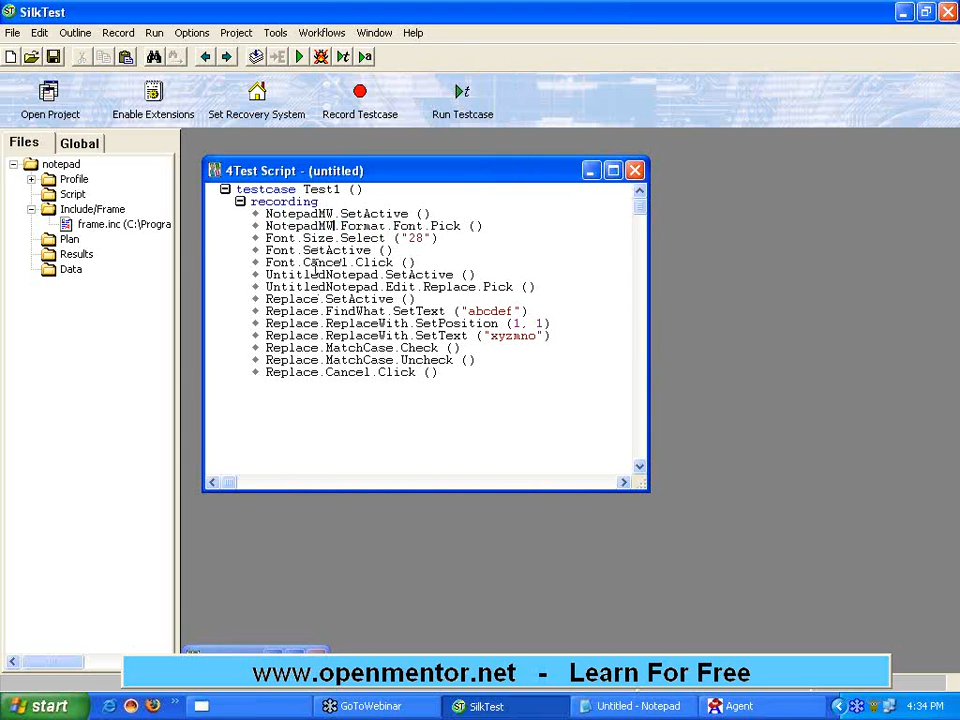 SilkTest
File Edit Outline Record Run Options Project Tools Workflows Window Help
Open Project Enable Extensions Set Recovery System Record Testcase Run Testcase
Files Global
notepad
Profile
Script
Include/Frame
frame.inc (C:\Progra
Plan
Results
Data
4Test Script - (untitled)
testcase Test1 ()
recording
NotepadMW.SetActive ()
NotepadMW.Format.Font.Pick ()
Font.Size.Select ("28")
Font.SetActive ()
Font.Cancel.Click ()
UntitledNotepad.SetActive ()
UntitledNotepad.Edit.Replace.Pick ()
Replace.SetActive ()
Replace.FindWhat.SetText ("abcdef")
Replace.ReplaceWith.SetPosition (1, 1)
Replace.ReplaceWith.SetText ("xyzmno")
Replace.MatchCase.Check ()
Replace.MatchCase.Uncheck ()
Replace.Cancel.Click ()
www.openmentor.net - Learn For Free
start GoToWebinar SilkTest Untitled - Notepad Agent 4:34 PM